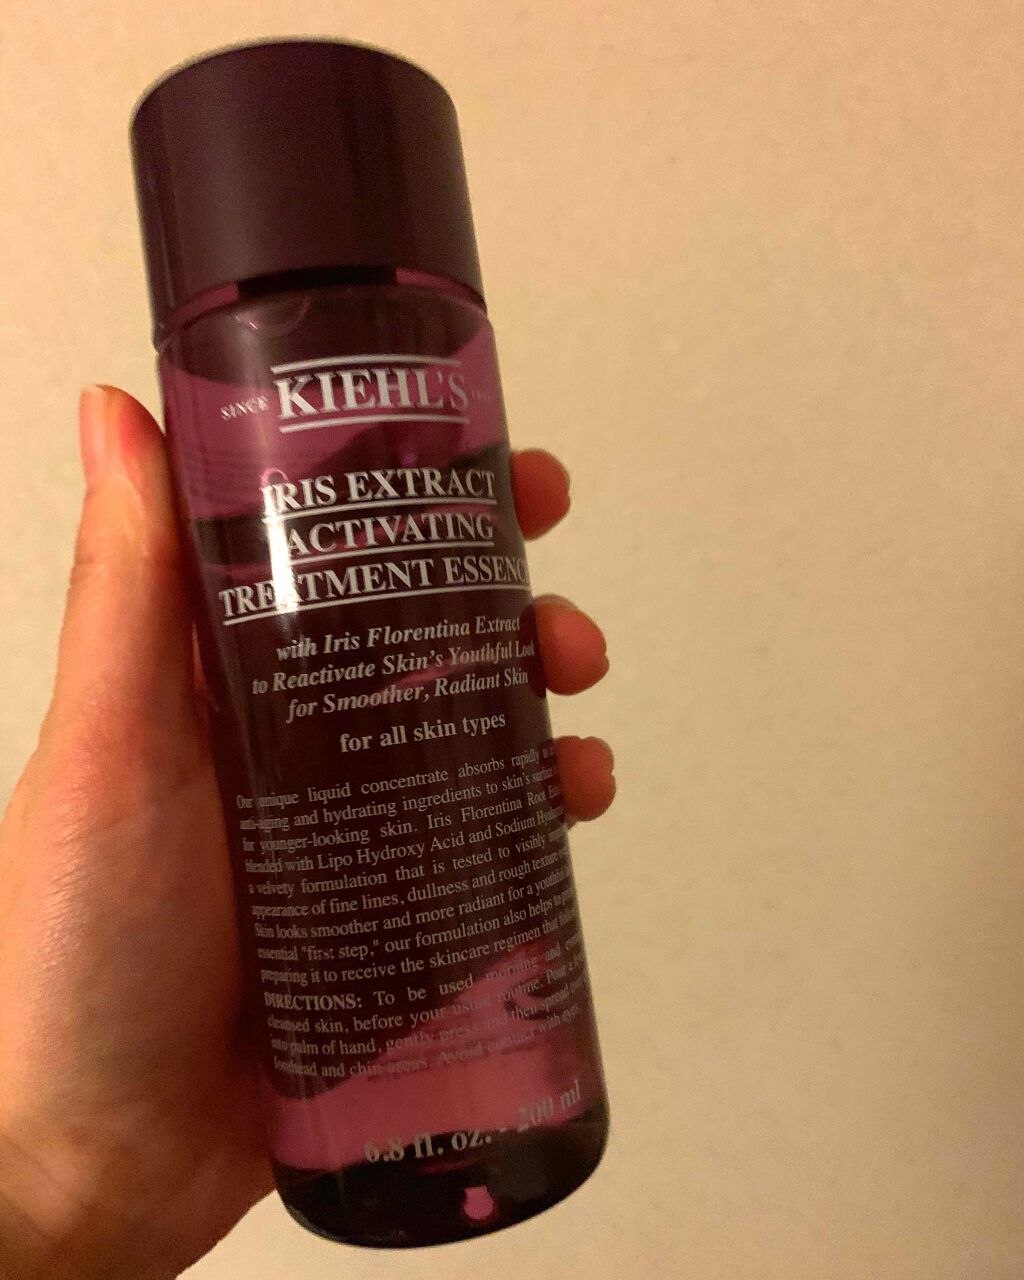 SINCE KIEHL'S
IRIS EXTRACT
ACTIVATING
TREATMENT ESSENC
with Iris Florentina Extract
to Reactivate Skin's Youthful Look
for Smoother, Radiant Skin
for all skin types
Our unique liquid concentrate absorbs rapidly to
anti-aging and hydrating ingredients to skin's surface
for younger-looking skin. Iris Florentina Root
blended with Lipo Hydroxy Acid and Sodium
a velvety formulation that is tested to visibly
appearance of fine lines, dullness and rough texture
Skin looks smoother and more radiant for a youthful
essential "first step," our formulation also helps to
preparing it to receive the skincare regimen that
DIRECTIONS: To be used morning and
cleansed skin, before your usual routine. Pour a
into palm of hand, gently press and then spread
forehead and chin areas. Avoid contact with eyes.
6.8 fl. oz. - 200 ml